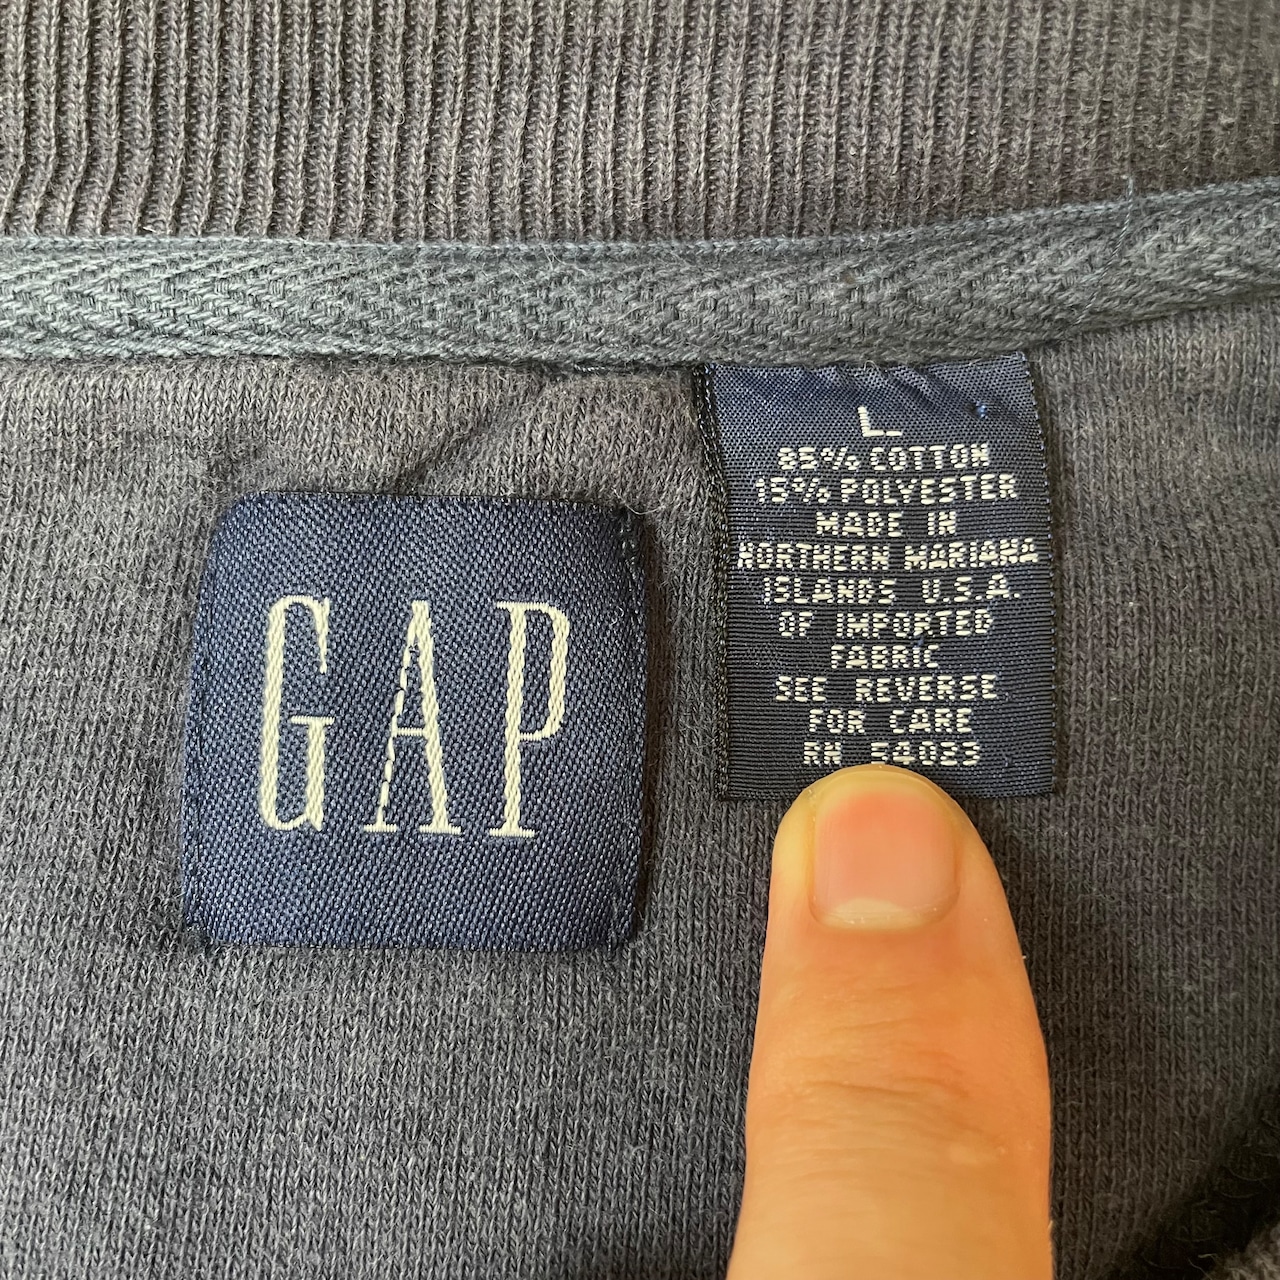 GAP
L
85% COTTON
15% POLYESTER
MADE IN
NORTHERN MARIANA
ISLANDS U.S.A.
OF IMPORTED
FABRIC
SEE REVERSE
FOR CARE
RN 54023